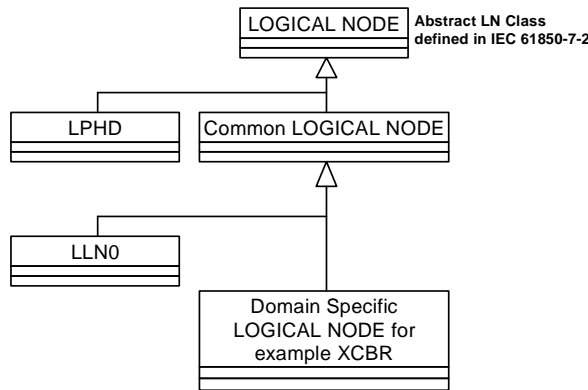 LOGICAL NODE
Abstract LN Class
defined in IEC 61850-7-2
LPHD
Common LOGICAL NODE
LLN0
Domain Specific
LOGICAL NODE for
example XCBR